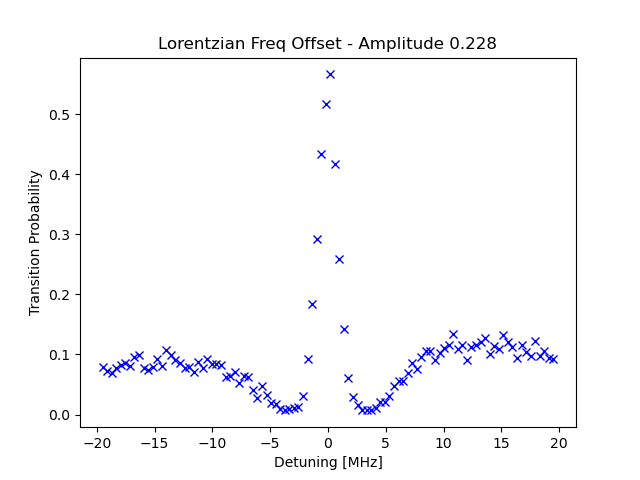 Lorentzian Freq Offset - Amplitude 0.228
Transition Probability
0.5
0.4
0.3
0.2
0.1
0.0
−20 −15 −10 −5 0 5 10 15 20
Detuning [MHz]